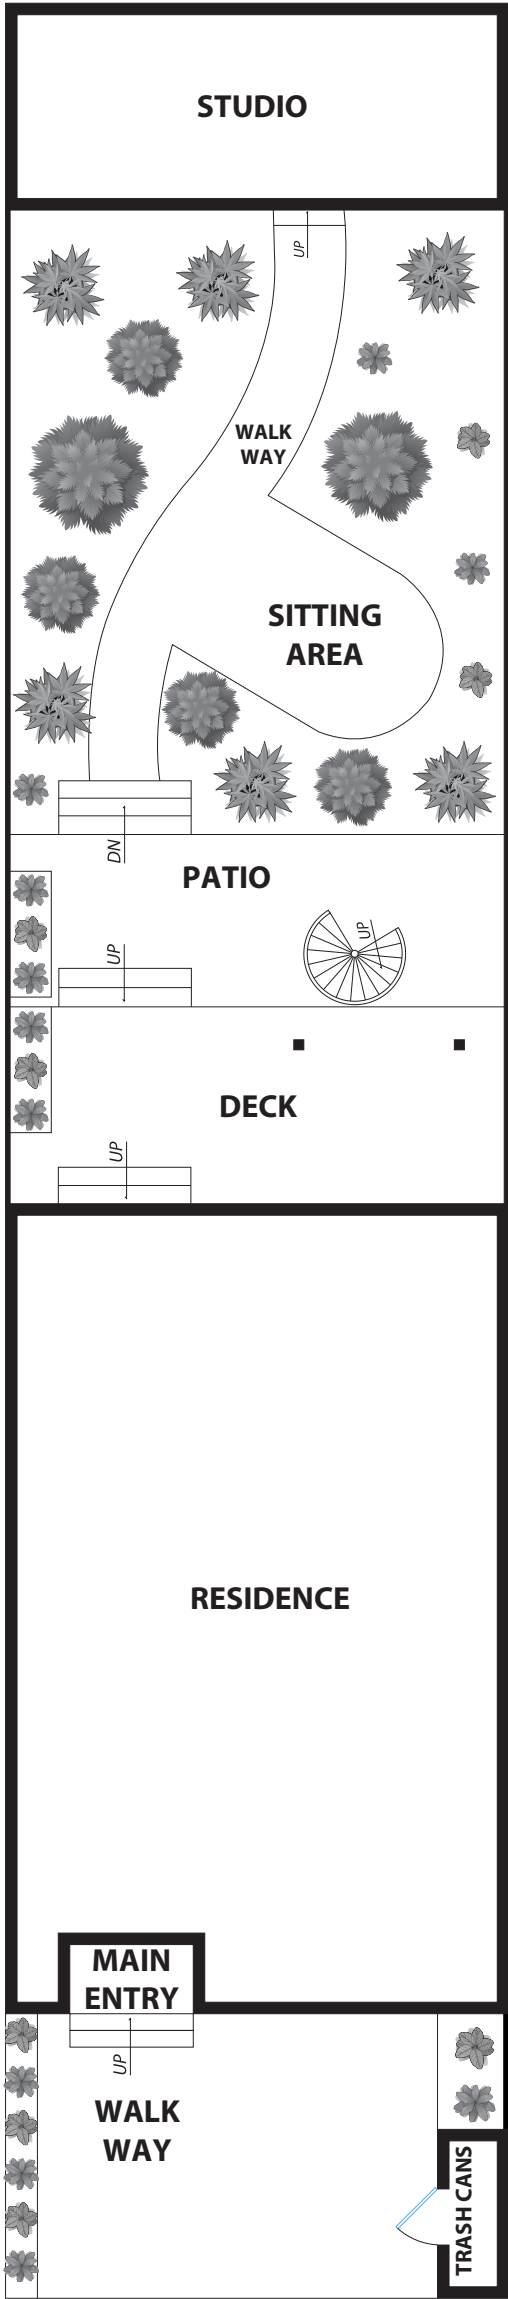 STUDIO
UP
WALK
WAY
SITTING
AREA
DN
PATIO
UP
UP
DECK
UP
RESIDENCE
MAIN
ENTRY
UP
WALK
WAY
TRASH CANS